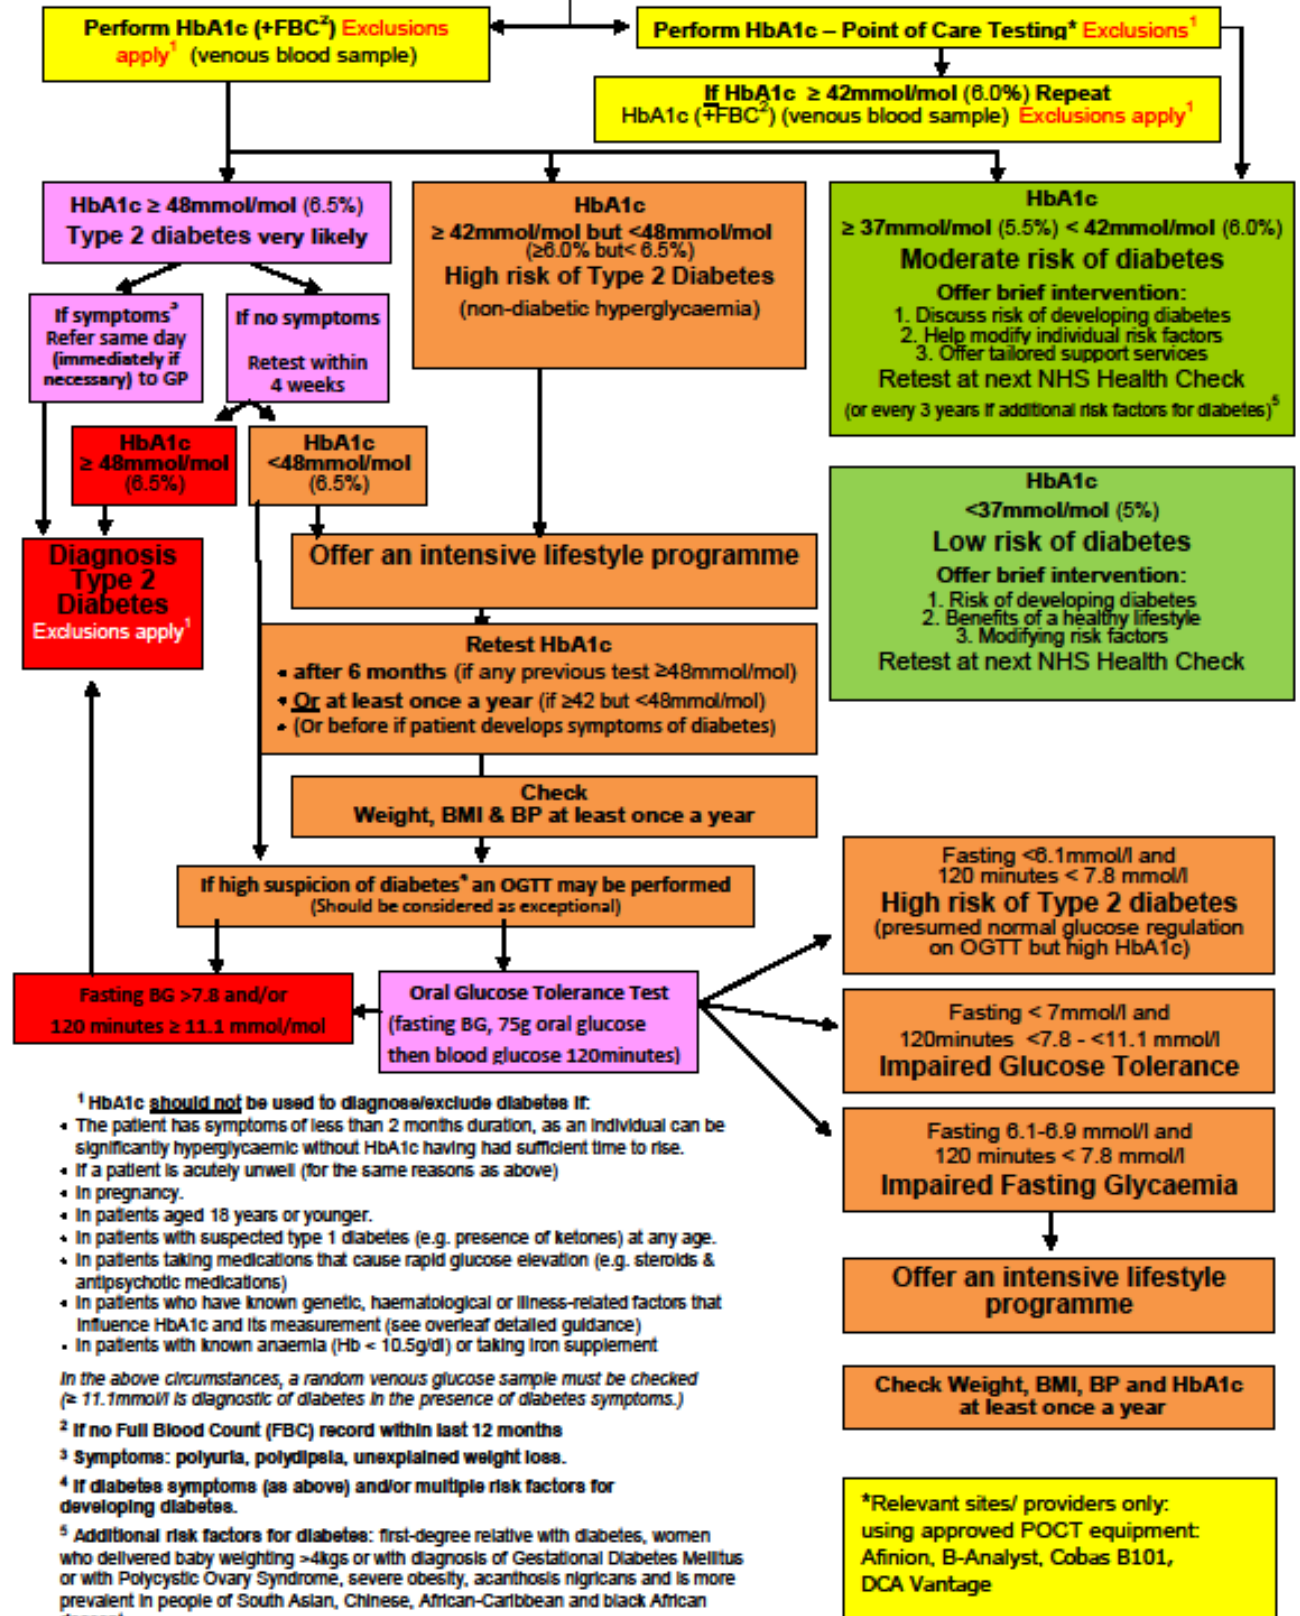 Perform HbA1c (+FBC²) Exclusions
apply¹ (venous blood sample)
Perform HbA1c – Point of Care Testing* Exclusions¹
If HbA1c ≥ 42mmol/mol (6.0%) Repeat
HbA1c (+FBC²) (venous blood sample) Exclusions apply¹
HbA1c ≥ 48mmol/mol (6.5%)
Type 2 diabetes very likely
HbA1c
≥ 42mmol/mol but <48mmol/mol
(≥6.0% but< 6.5%)
High risk of Type 2 Diabetes
(non-diabetic hyperglycaemia)
HbA1c
≥ 37mmol/mol (5.5%) < 42mmol/mol (6.0%)
Moderate risk of diabetes
Offer brief intervention:
1. Discuss risk of developing diabetes
2. Help modify individual risk factors
3. Offer tailored support services
Retest at next NHS Health Check
(or every 3 years if additional risk factors for diabetes)⁵
If symptoms³
Refer same day
(immediately if
necessary) to GP
If no symptoms
Retest within
4 weeks
HbA1c
≥ 48mmol/mol
(6.5%)
HbA1c
<48mmol/mol
(6.5%)
HbA1c
<37mmol/mol (5%)
Low risk of diabetes
Offer brief intervention:
1. Risk of developing diabetes
2. Benefits of a healthy lifestyle
3. Modifying risk factors
Retest at next NHS Health Check
Diagnosis
Type 2
Diabetes
Exclusions apply¹
Offer an intensive lifestyle programme
Retest HbA1c
• after 6 months (if any previous test ≥48mmol/mol)
• Or at least once a year (if ≥42 but <48mmol/mol)
• (Or before if patient develops symptoms of diabetes)
Check
Weight, BMI & BP at least once a year
If high suspicion of diabetes⁴ an OGTT may be performed
(Should be considered as exceptional)
Fasting BG >7.8 and/or
120 minutes ≥ 11.1 mmol/mol
Oral Glucose Tolerance Test
(fasting BG, 75g oral glucose
then blood glucose 120minutes)
Fasting <6.1mmol/l and
120 minutes < 7.8 mmol/l
High risk of Type 2 diabetes
(presumed normal glucose regulation
on OGTT but high HbA1c)
Fasting < 7mmol/l and
120minutes <7.8 - <11.1 mmol/l
Impaired Glucose Tolerance
Fasting 6.1-6.9 mmol/l and
120 minutes < 7.8 mmol/l
Impaired Fasting Glycaemia
Offer an intensive lifestyle
programme
Check Weight, BMI, BP and HbA1c
at least once a year
¹ HbA1c should not be used to diagnose/exclude diabetes if:
• The patient has symptoms of less than 2 months duration, as an individual can be
significantly hyperglycaemic without HbA1c having had sufficient time to rise.
• If a patient is acutely unwell (for the same reasons as above)
• In pregnancy.
• In patients aged 18 years or younger.
• In patients with suspected type 1 diabetes (e.g. presence of ketones) at any age.
• In patients taking medications that cause rapid glucose elevation (e.g. steroids &
antipsychotic medications)
• In patients who have known genetic, haematological or illness-related factors that
influence HbA1c and its measurement (see overleaf detailed guidance)
• In patients with known anaemia (Hb < 10.5g/dl) or taking iron supplement
In the above circumstances, a random venous glucose sample must be checked
(≥ 11.1mmol/l is diagnostic of diabetes in the presence of diabetes symptoms.)
² If no Full Blood Count (FBC) record within last 12 months
³ Symptoms: polyuria, polydipsia, unexplained weight loss.
⁴ If diabetes symptoms (as above) and/or multiple risk factors for
developing diabetes.
⁵ Additional risk factors for diabetes: first-degree relative with diabetes, women
who delivered baby weighting >4kgs or with diagnosis of Gestational Diabetes Mellitus
or with Polycystic Ovary Syndrome, severe obesity, acanthosis nigricans and is more
prevalent in people of South Asian, Chinese, African-Caribbean and black African
*Relevant sites/ providers only:
using approved POCT equipment:
Afinion, B-Analyst, Cobas B101,
DCA Vantage